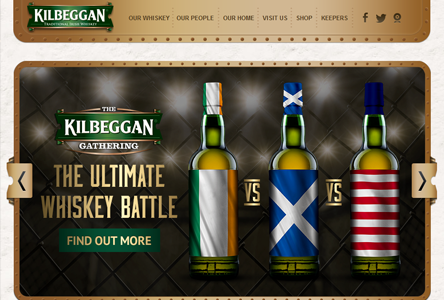 KILBEGGAN
TRADITIONAL IRISH WHISKEY
OUR WHISKEY OUR PEOPLE OUR HOME VISIT US SHOP KEEPERS
THE
KILBEGGAN
GATHERING
THE ULTIMATE
WHISKEY BATTLE
VS VS
FIND OUT MORE